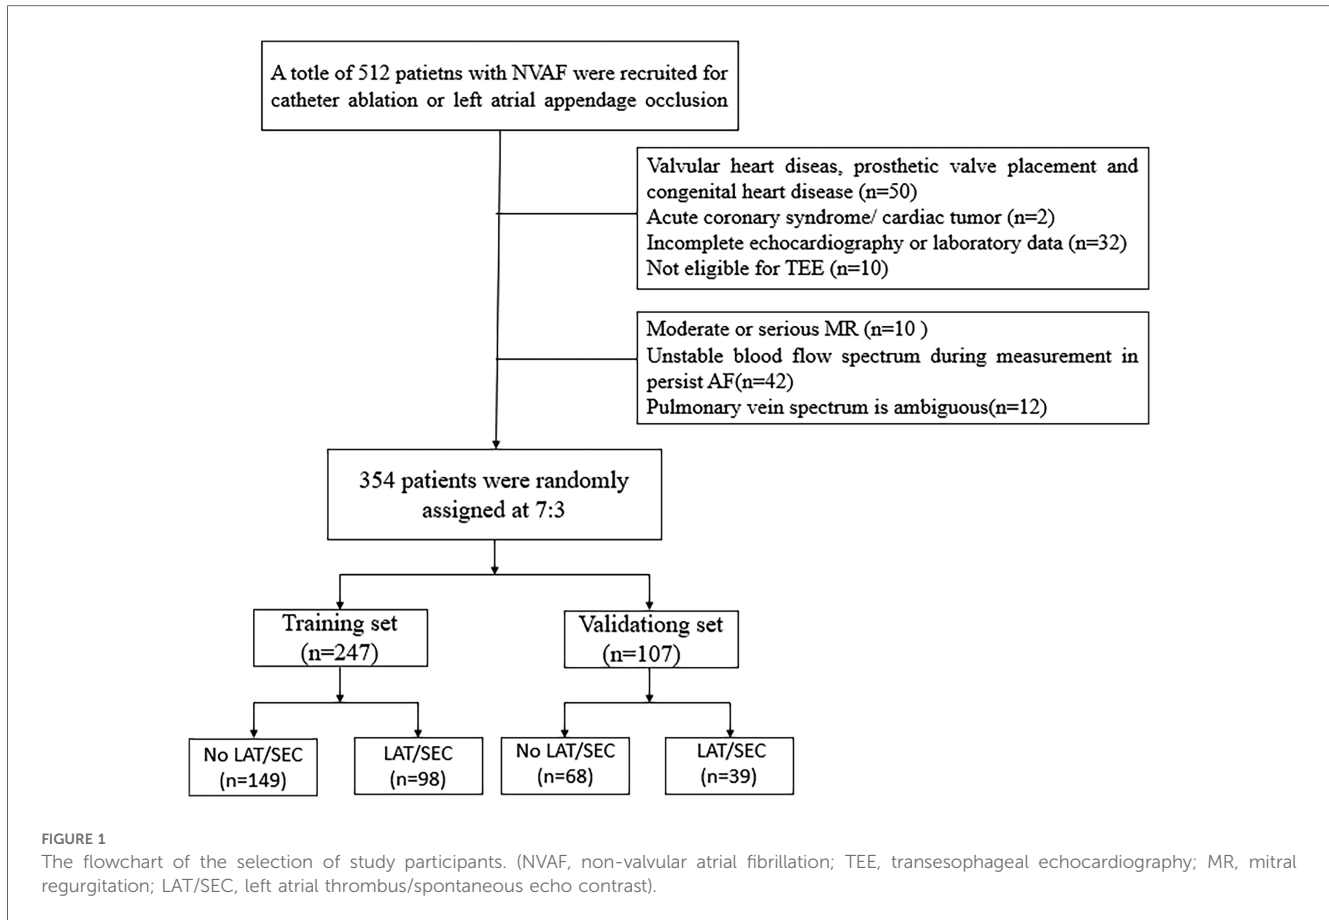 A totle of 512 patietns with NVAF were recruited for
catheter ablation or left atrial appendage occlusion
Valvular heart diseas, prosthetic valve placement and
congenital heart disease (n=50)
Acute coronary syndrome/ cardiac tumor (n=2)
Incomplete echocardiography or laboratory data (n=32)
Not eligible for TEE (n=10)
Moderate or serious MR (n=10 )
Unstable blood flow spectrum during measurement in
persist AF(n=42)
Pulmonary vein spectrum is ambiguous(n=12)
354 patients were randomly
assigned at 7:3
Training set
(n=247)
Validationg set
(n=107)
No LAT/SEC
(n=149)
LAT/SEC
(n=98)
No LAT/SEC
(n=68)
LAT/SEC
(n=39)
FIGURE 1
The flowchart of the selection of study participants. (NVAF, non-valvular atrial fibrillation; TEE, transesophageal echocardiography; MR, mitral
regurgitation; LAT/SEC, left atrial thrombus/spontaneous echo contrast).